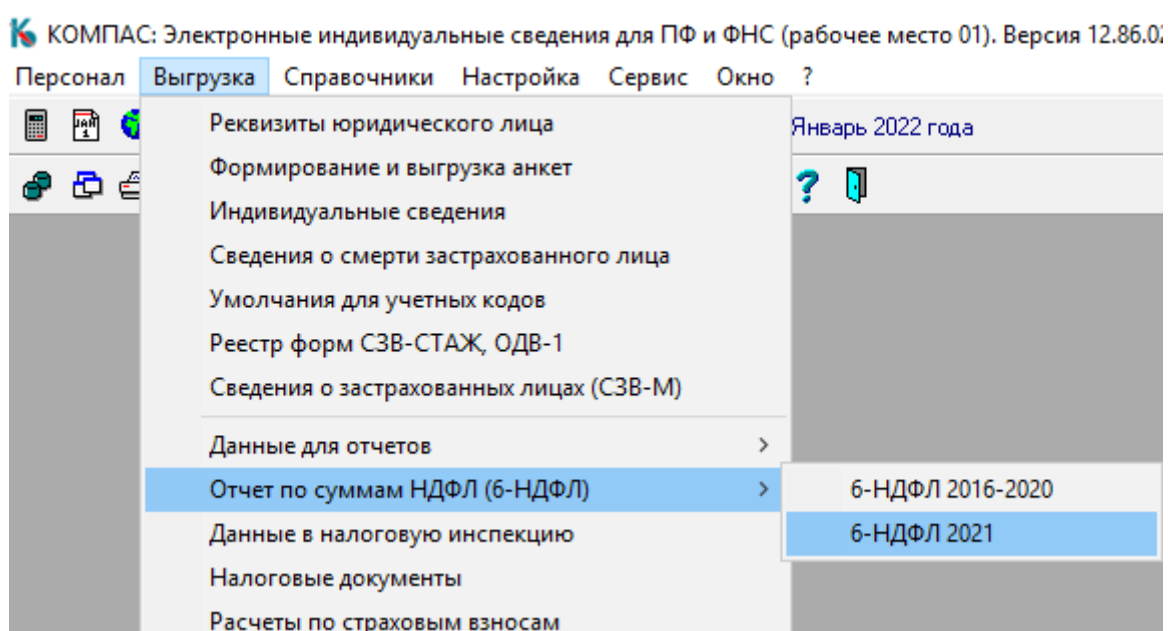 КОМПАС: Электронные индивидуальные сведения для ПФ и ФНС (рабочее место 01). Версия 12.86.02
Персонал Выгрузка Справочники Настройка Сервис Окно ?
Январь 2022 года
Реквизиты юридического лица
Формирование и выгрузка анкет
Индивидуальные сведения
Сведения о смерти застрахованного лица
Умолчания для учетных кодов
Реестр форм СЗВ-СТАЖ, ОДВ-1
Сведения о застрахованных лицах (СЗВ-М)
Данные для отчетов
Отчет по суммам НДФЛ (6-НДФЛ)
6-НДФЛ 2016-2020
6-НДФЛ 2021
Данные в налоговую инспекцию
Налоговые документы
Расчеты по страховым взносам